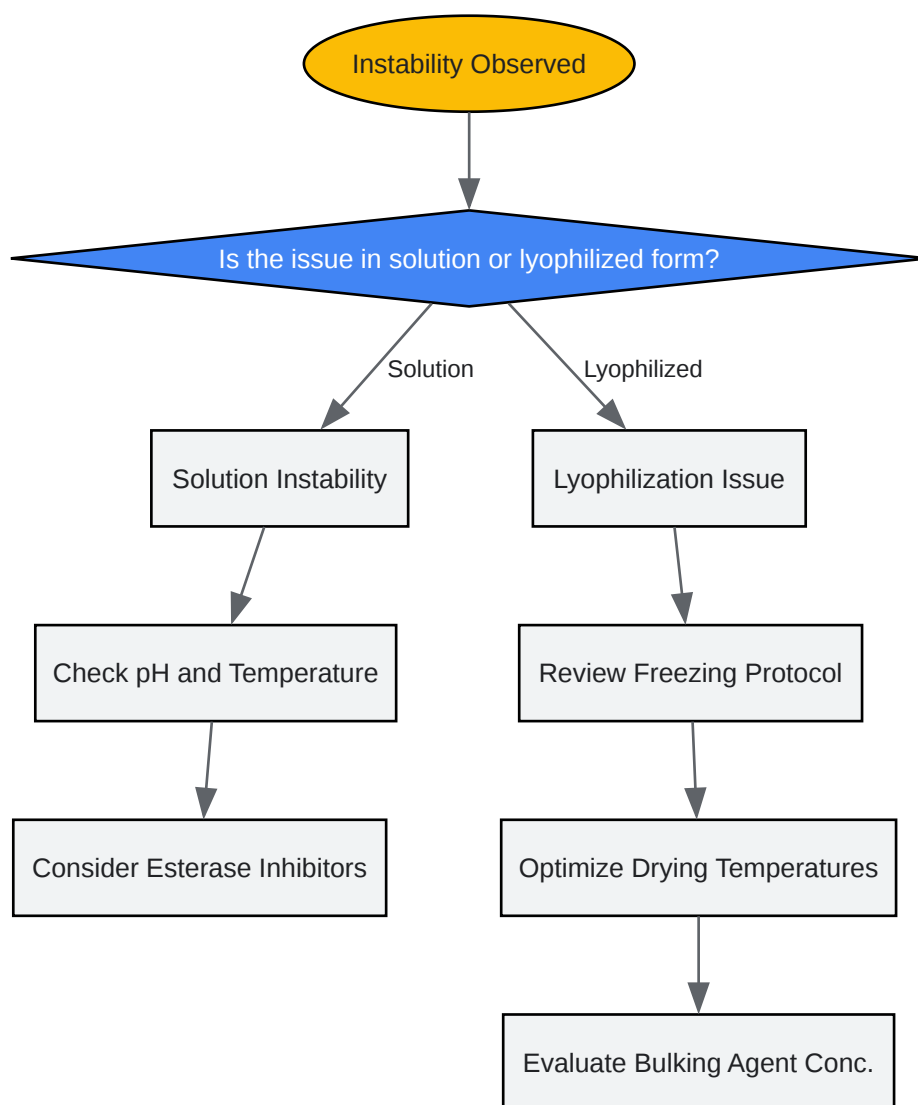 Instability Observed
Is the issue in solution or lyophilized form?
Solution
Lyophilized
Solution Instability
Lyophilization Issue
Check pH and Temperature
Review Freezing Protocol
Consider Esterase Inhibitors
Optimize Drying Temperatures
Evaluate Bulking Agent Conc.